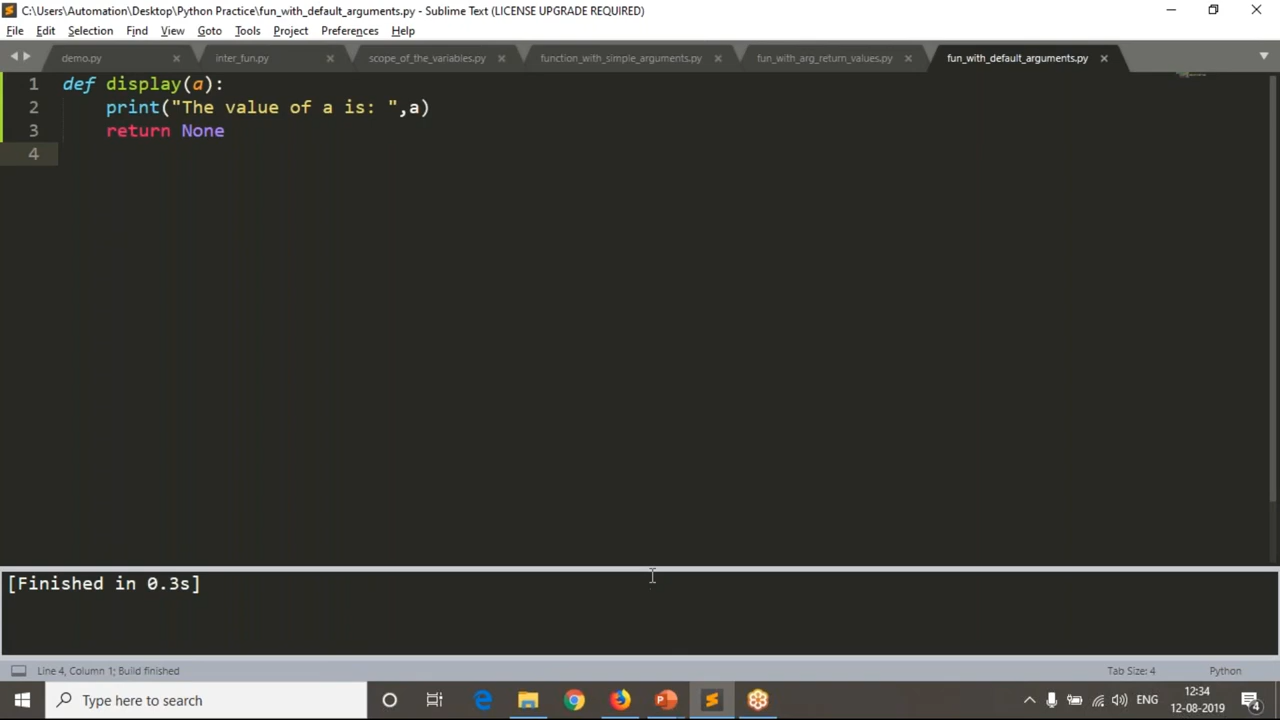 C:\Users\Automation\Desktop\Python Practice\fun_with_default_arguments.py - Sublime Text (LICENSE UPGRADE REQUIRED)
File Edit Selection Find View Goto Tools Project Preferences Help
demo.py inter_fun.py scope_of_the_variables.py function_with_simple_arguments.py fun_with_arg_return_values.py fun_with_default_arguments.py
1 def display(a):
2 print("The value of a is: ",a)
3 return None
4
[Finished in 0.3s]
Line 4, Column 1; Build finished Tab Size: 4 Python
Type here to search ENG 12:34
12-08-2019 4